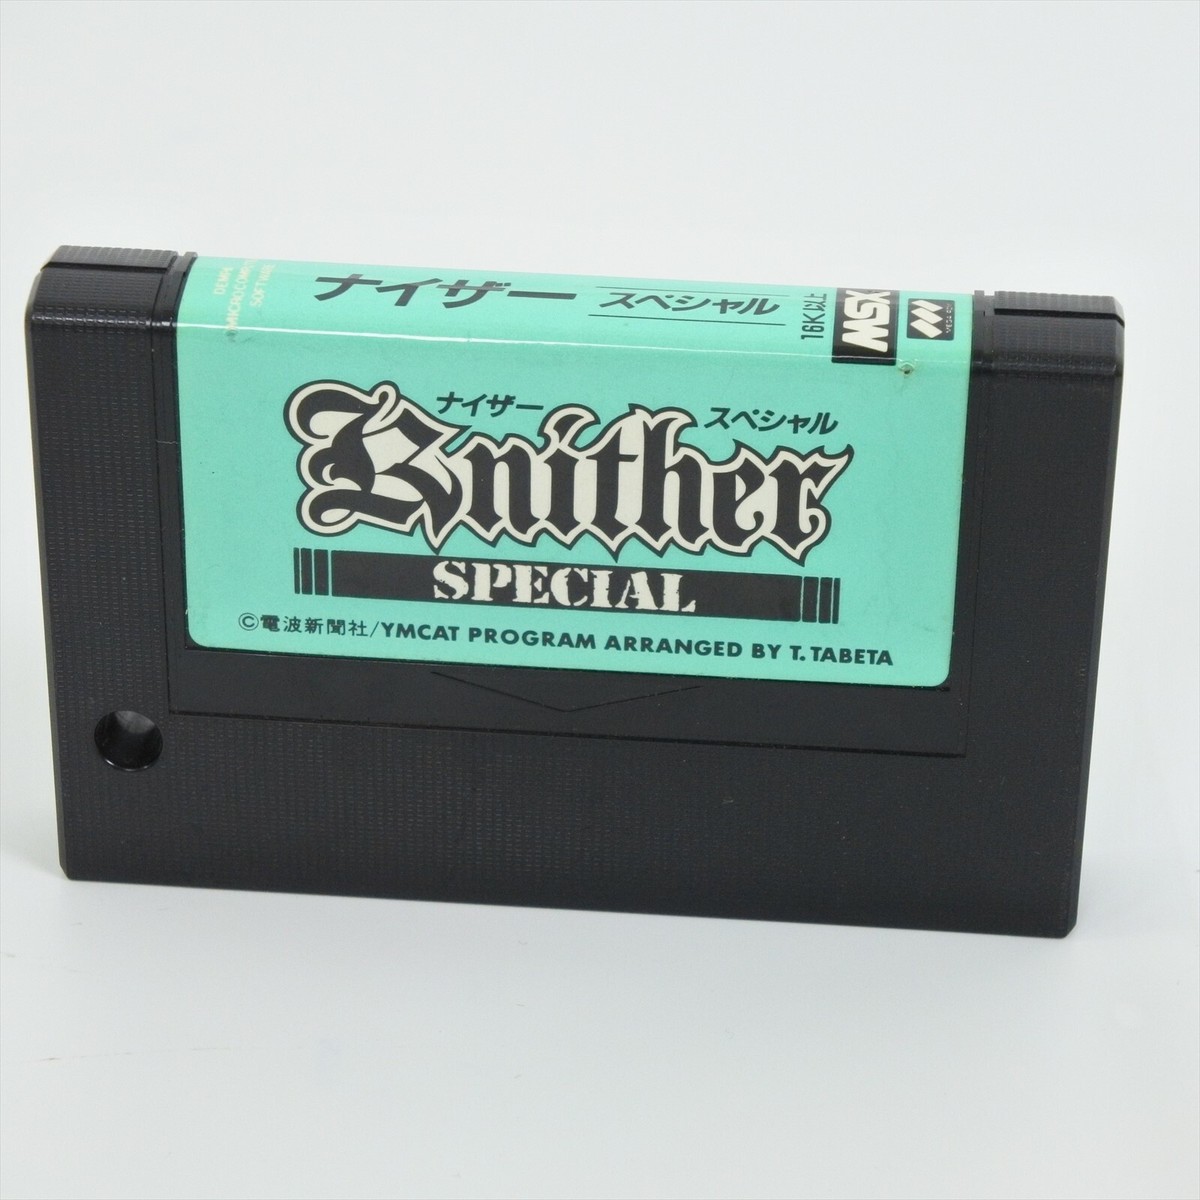 DEMPA
MICROCOMPUTER
SOFTWARE
ナイザー スペシャル 16K以上 MSX
ナイザー スペシャル
Knither
SPECIAL
©電波新聞社/YMCAT PROGRAM ARRANGED BY T. TABETA